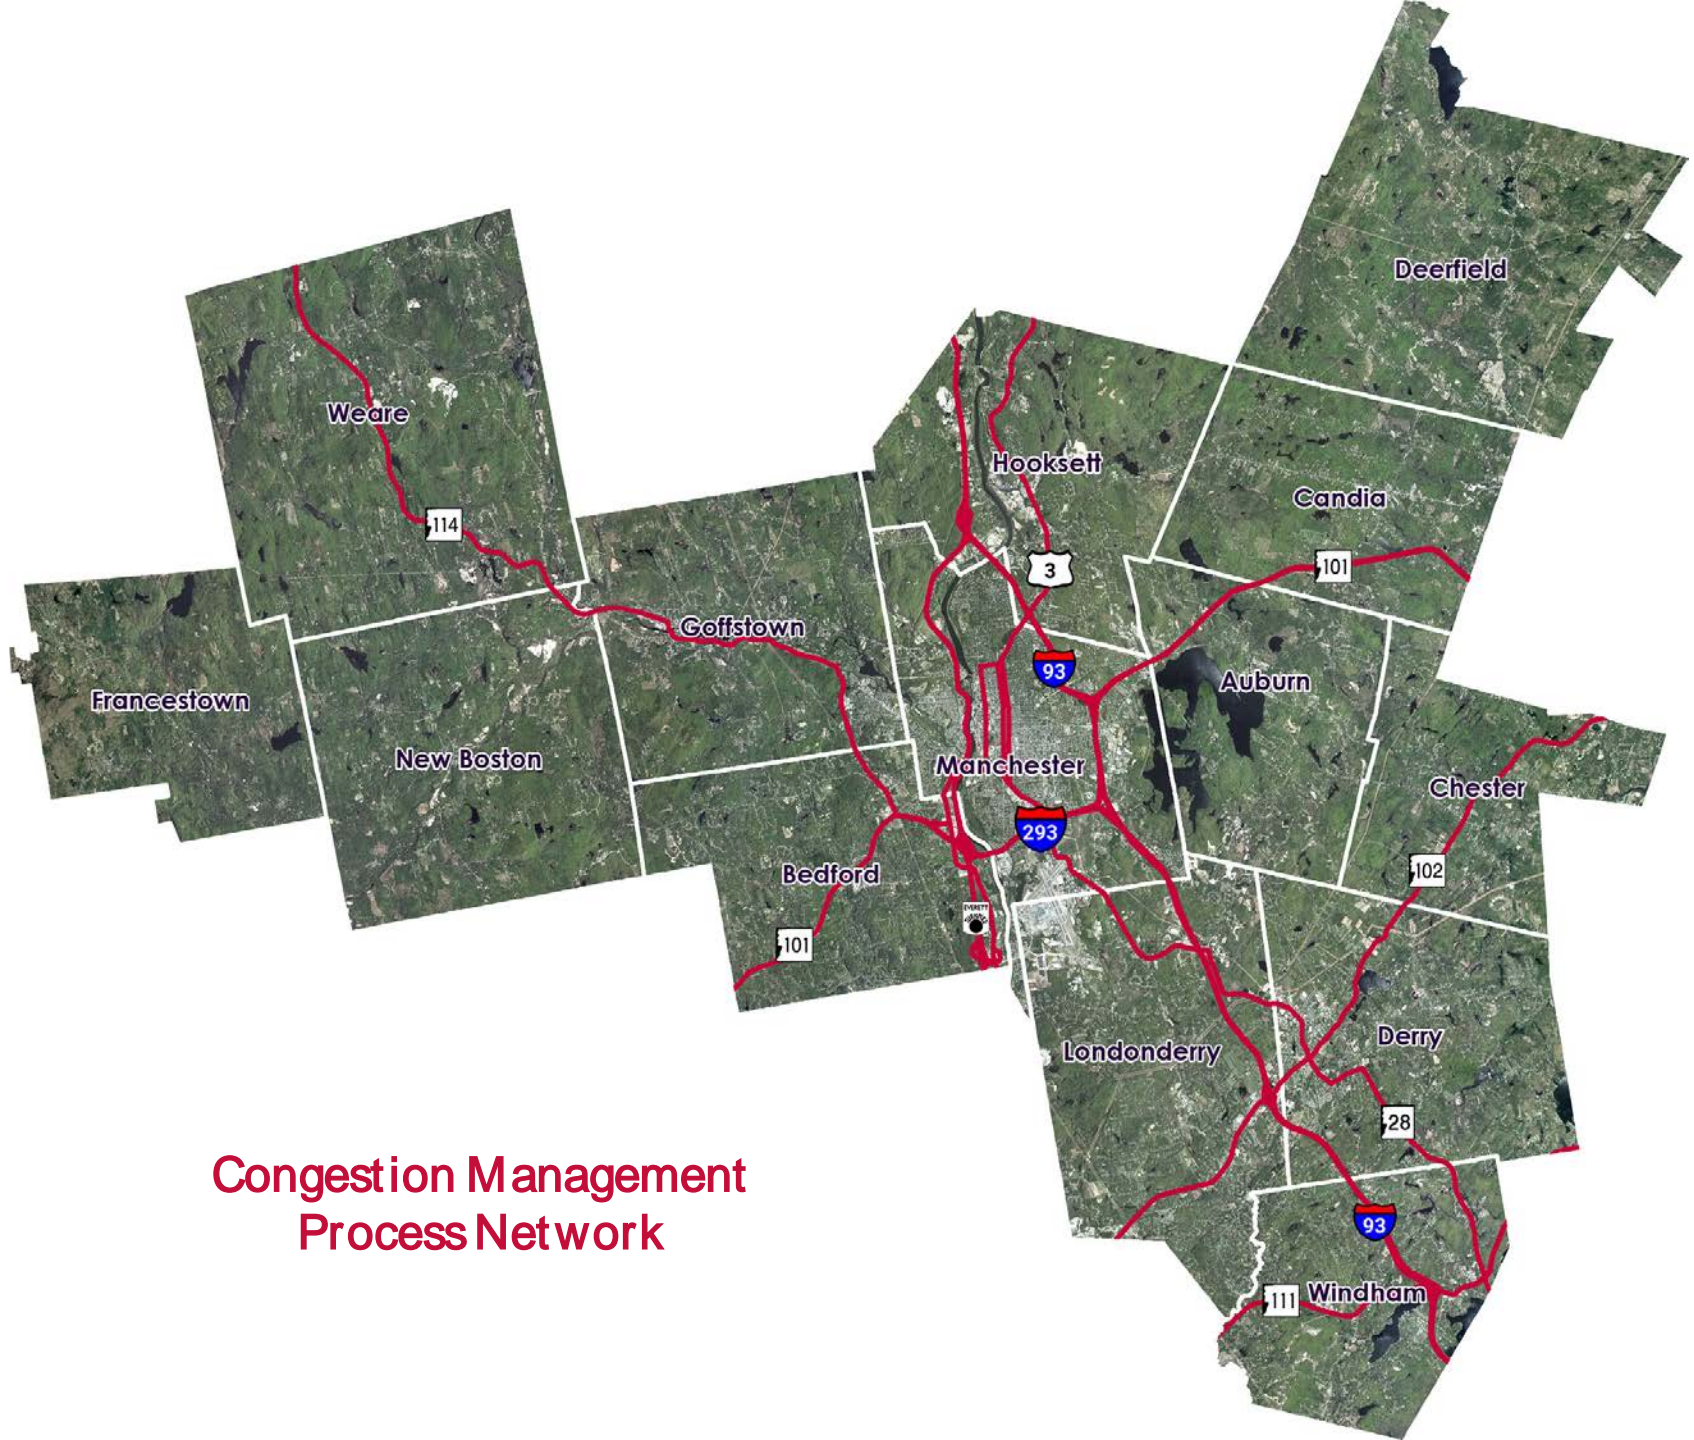 Deerfield
Weare
Hooksett
Candia
114
3
101
Goffstown
93
Auburn
Francestown
New Boston
Manchester
Chester
293
Bedford
102
EVERETT
101
Derry
Londonderry
28
Congestion Management
Process Network
93
Windham
111